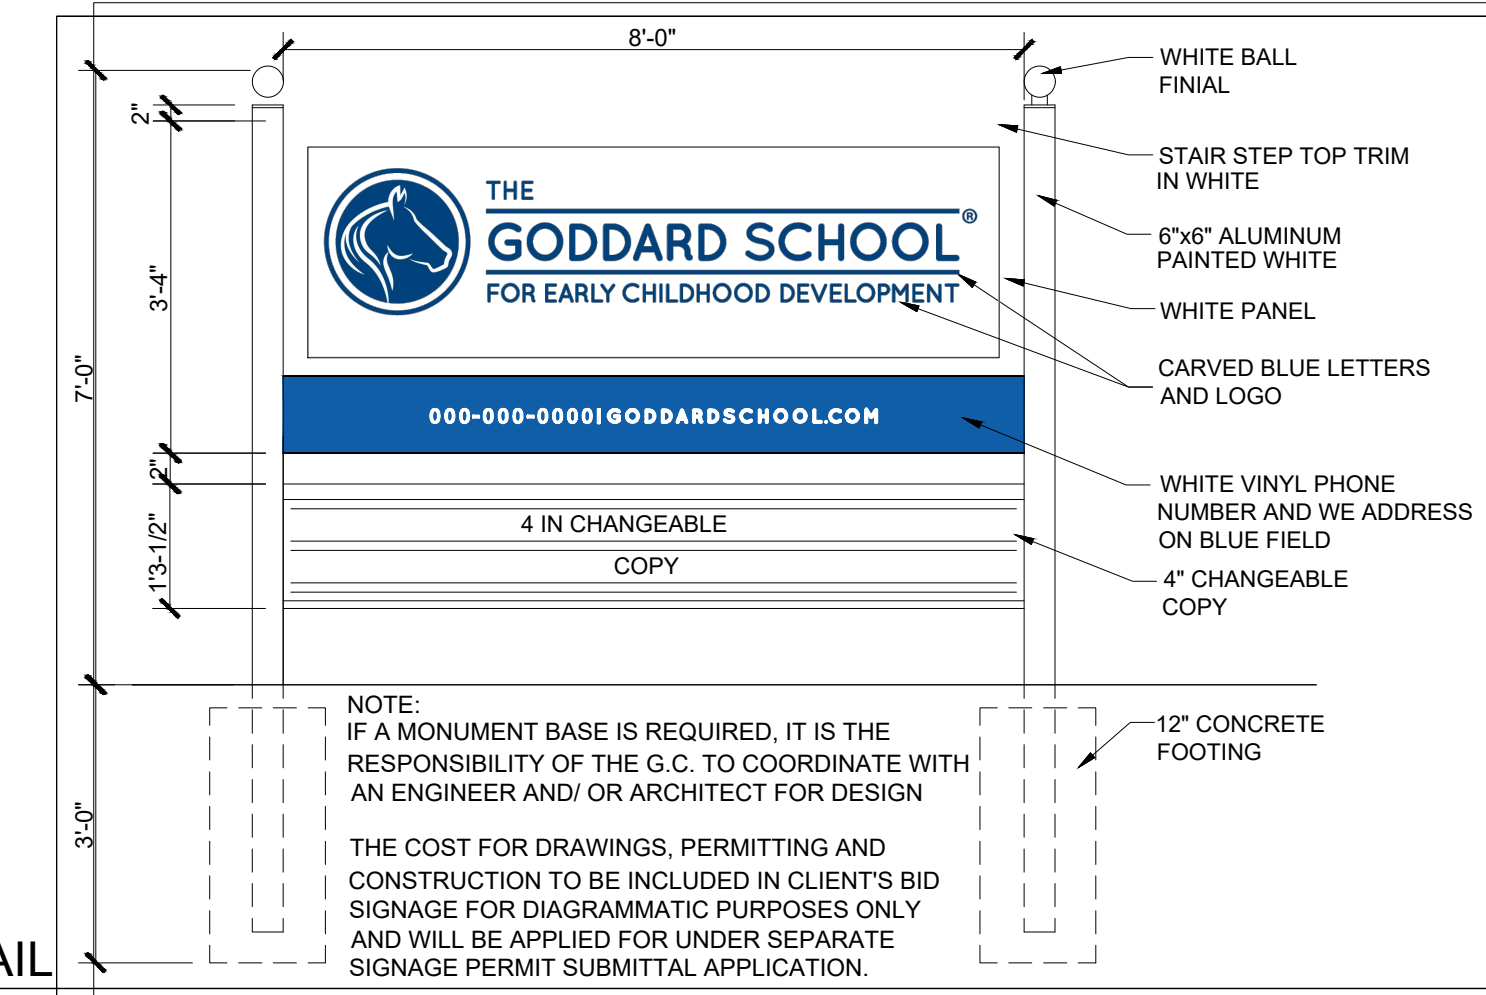 8'-0"
WHITE BALL
FINIAL
2"
STAIR STEP TOP TRIM
IN WHITE
THE
GODDARD SCHOOL®
FOR EARLY CHILDHOOD DEVELOPMENT
6"x6" ALUMINUM
PAINTED WHITE
3'-4"
WHITE PANEL
7'-0"
CARVED BLUE LETTERS
AND LOGO
000-000-0000|GODDARDSCHOOL.COM
2"
WHITE VINYL PHONE
NUMBER AND WE ADDRESS
ON BLUE FIELD
1'3-1/2"
4 IN CHANGEABLE
COPY
4" CHANGEABLE
COPY
NOTE:
IF A MONUMENT BASE IS REQUIRED, IT IS THE
RESPONSIBILITY OF THE G.C. TO COORDINATE WITH
AN ENGINEER AND/ OR ARCHITECT FOR DESIGN
12" CONCRETE
FOOTING
3'-0"
THE COST FOR DRAWINGS, PERMITTING AND
CONSTRUCTION TO BE INCLUDED IN CLIENT'S BID
SIGNAGE FOR DIAGRAMMATIC PURPOSES ONLY
AND WILL BE APPLIED FOR UNDER SEPARATE
SIGNAGE PERMIT SUBMITTAL APPLICATION.
AIL